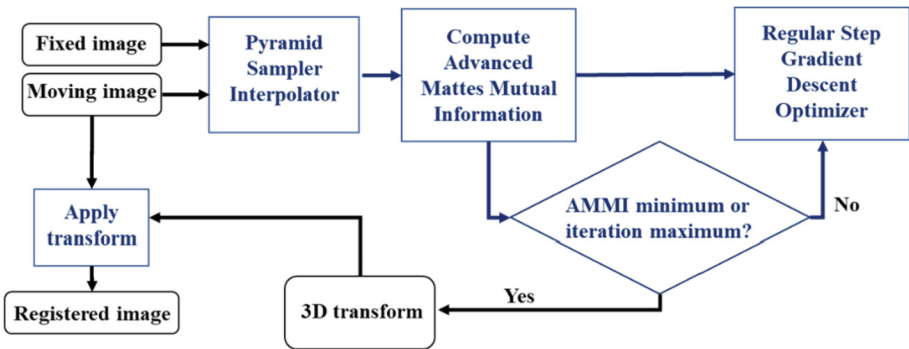 Fixed image
Moving image
Pyramid
Sampler
Interpolator
Compute
Advanced
Mattes Mutual
Information
Regular Step
Gradient
Descent
Optimizer
AMMI minimum or
iteration maximum?
No
Yes
3D transform
Apply
transform
Registered image